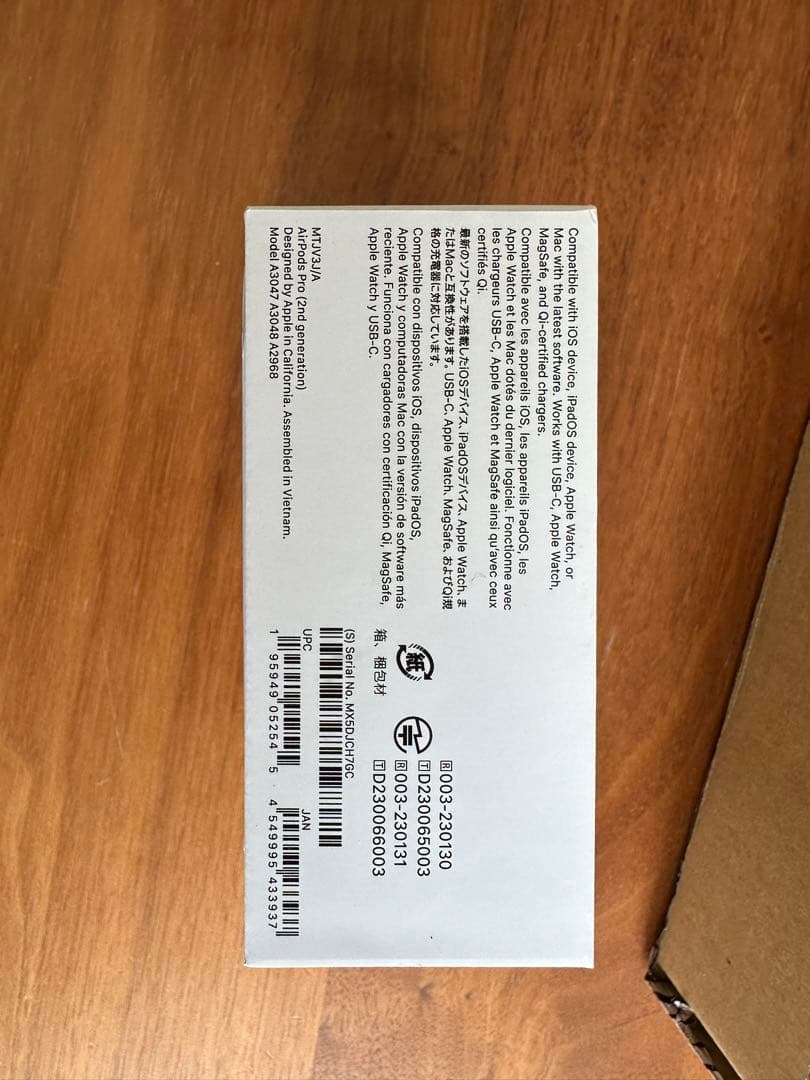 Compatible with iOS device, iPadOS device, Apple Watch, or
Mac with the latest software. Works with USB-C, Apple Watch,
MagSafe, and Qi-certified chargers.
Compatible avec les appareils iOS, les appareils iPadOS, les
Apple Watch et les Mac dotés du dernier logiciel. Fonctionne avec
les chargeurs USB-C, Apple Watch et MagSafe ainsi qu'avec ceux
certifiés Qi.
最新のソフトウェアを搭載したiOSデバイス、iPadOSデバイス、Apple Watch、ま
たはMacと互換性があります。USB-C、Apple Watch、MagSafe、およびQi規
格の充電器に対応しています。
Compatible con dispositivos iOS, dispositivos iPadOS,
Apple Watch y computadoras Mac con la versión de software más
reciente. Funciona con cargadores con certificación Qi, MagSafe,
Apple Watch y USB-C.
MTJV3J/A
AirPods Pro (2nd generation)
Designed by Apple in California. Assembled in Vietnam.
Model A3047 A3048 A2968
紙
箱、梱包材
R 003-230130
T D230065003
R 003-230131
T D230066003
(S) Serial No. MX5DJCH7GC
UPC
1 95949 05254 5
JAN
4 549995 433937